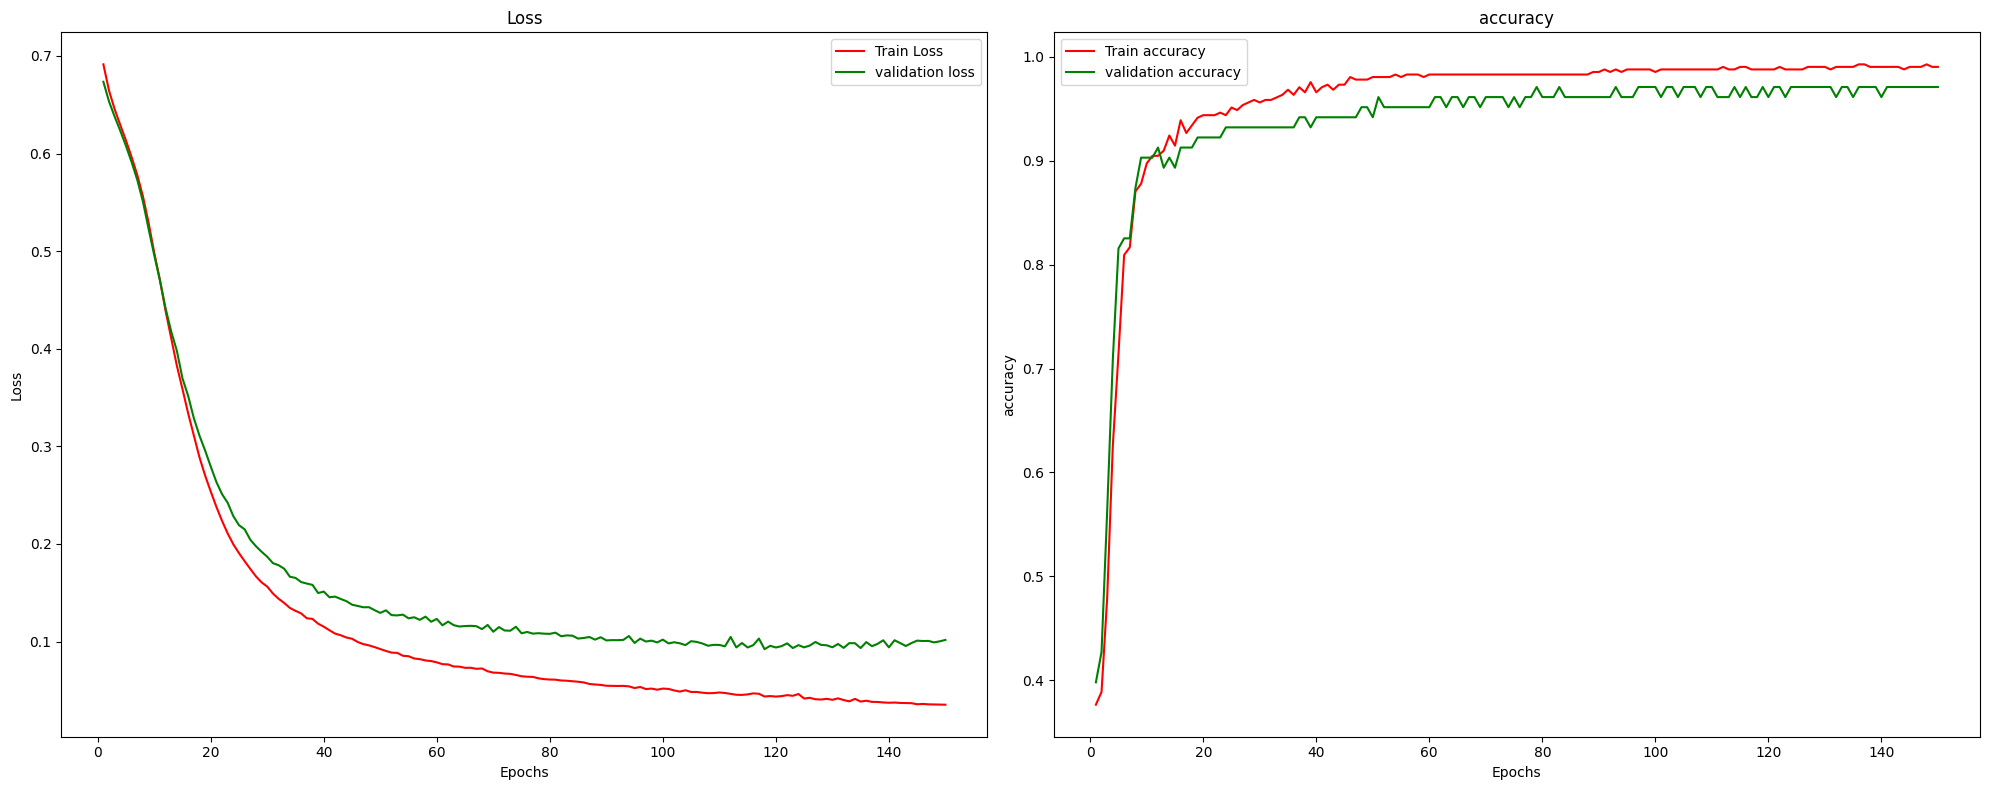 Loss
Train Loss
validation loss
0.7
0.6
0.5
0.4
0.3
0.2
0.1
Loss
0 20 40 60 80 100 120 140
Epochs
accuracy
Train accuracy
validation accuracy
1.0
0.9
0.8
0.7
0.6
0.5
0.4
accuracy
0 20 40 60 80 100 120 140
Epochs